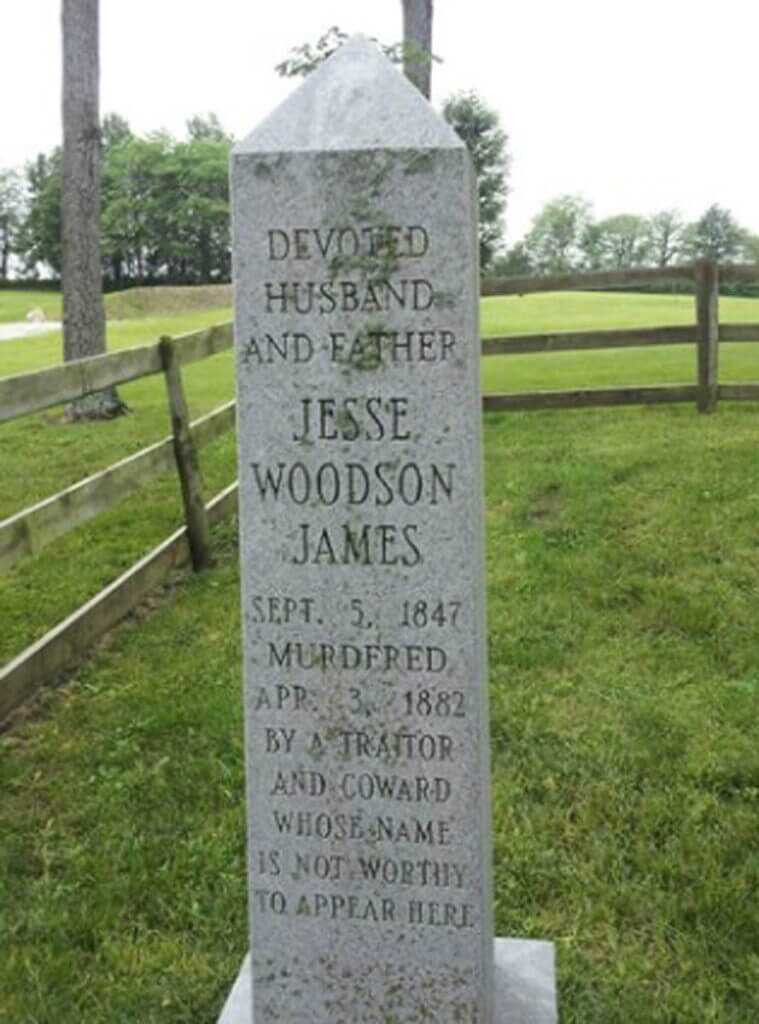 DEVOTED
HUSBAND
AND FATHER
JESSE
WOODSON
JAMES
SEPT. 5, 1847
MURDERED
APR. 3, 1882
BY A TRAITOR
AND COWARD
WHOSE NAME
IS NOT WORTHY
TO APPEAR HERE